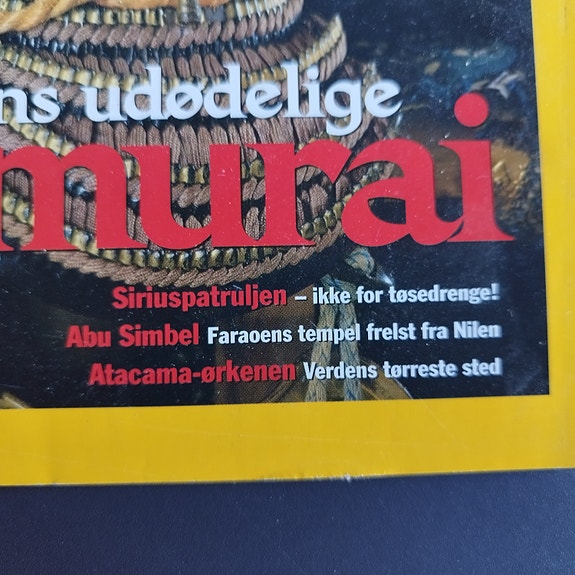 ns udødelige
murai
Siriuspatruljen – ikke for tøsedrenge!
Abu Simbel Faraoens tempel frelst fra Nilen
Atacama-ørkenen Verdens tørreste sted